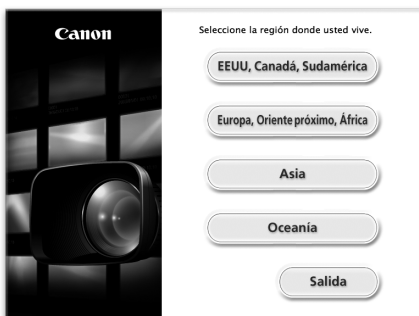 Canon
Seleccione la región donde usted vive.
EEUU, Canadá, Sudamérica
Europa, Oriente próximo, África
Asia
Oceanía
Salida